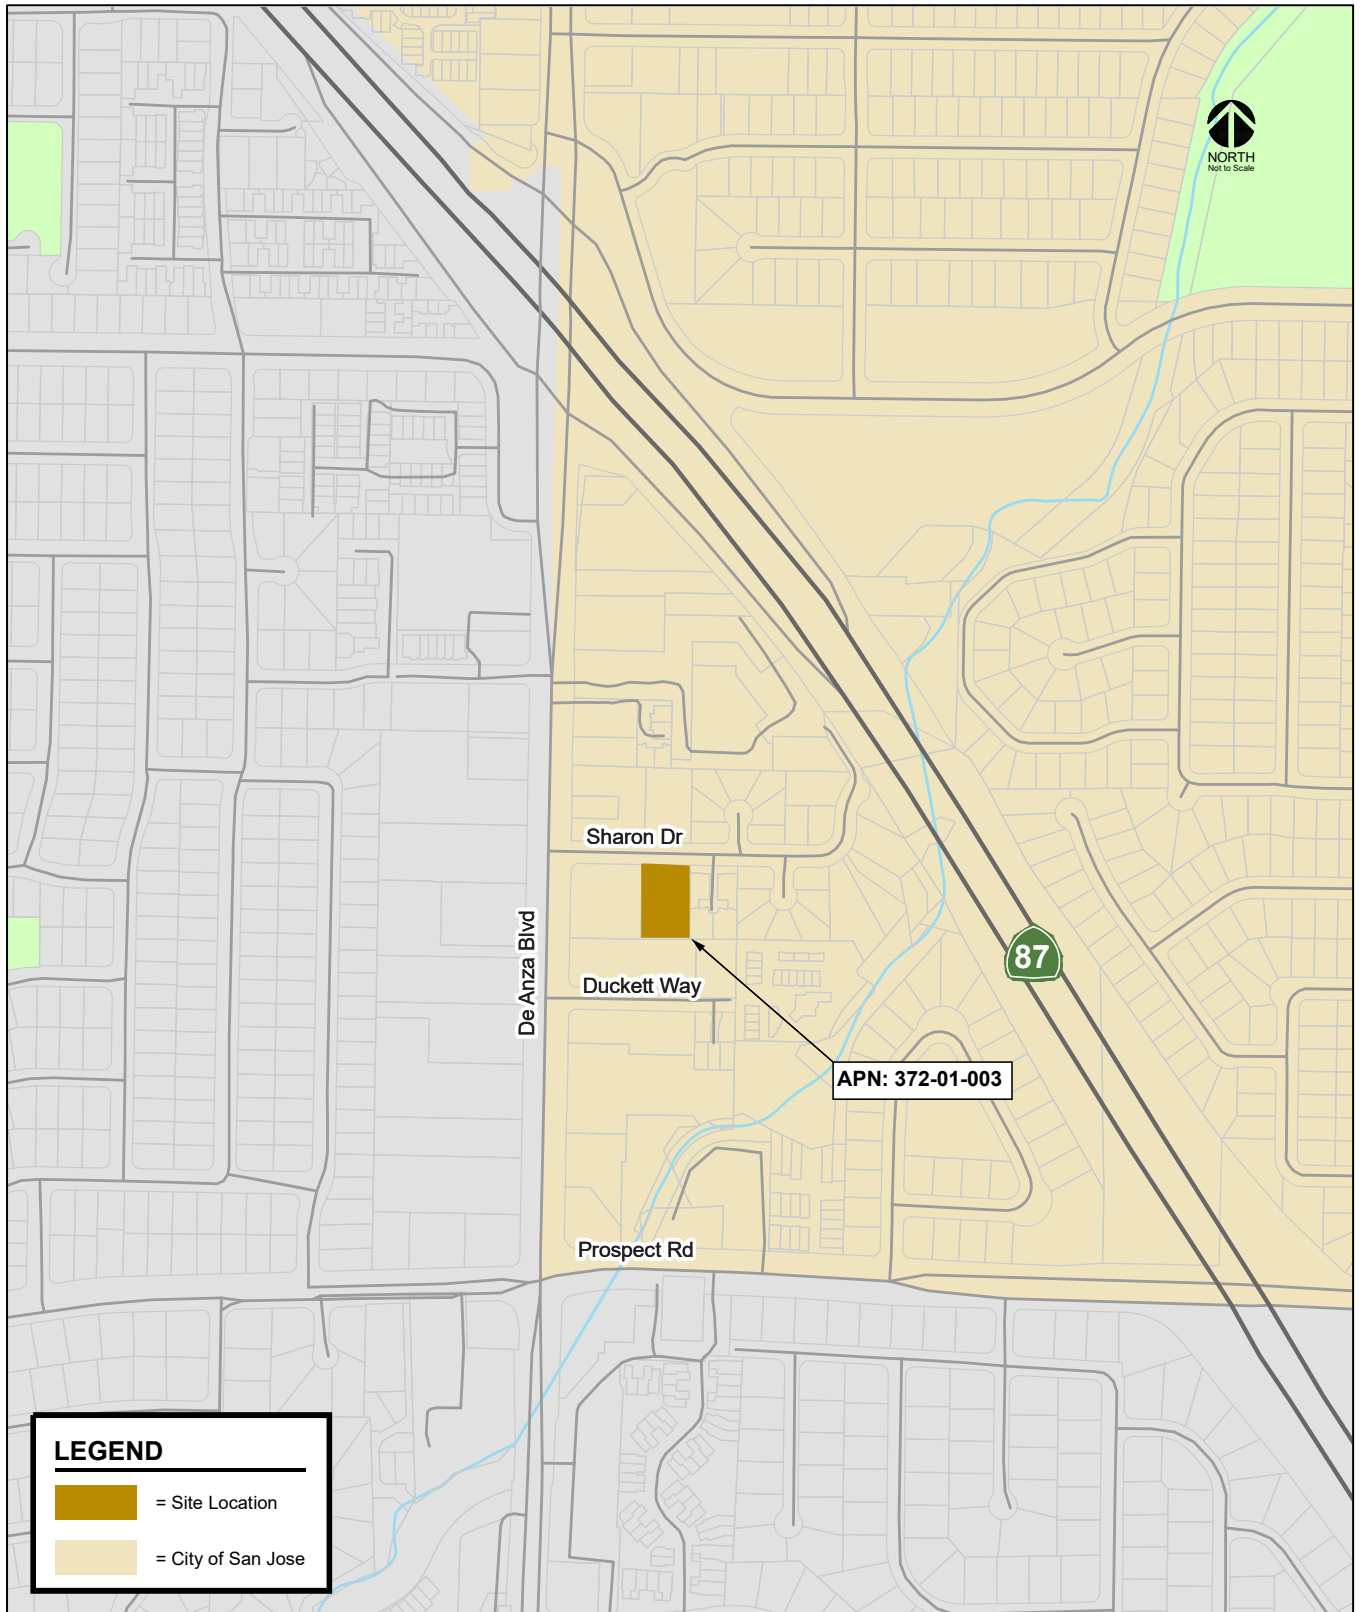 NORTH
Not to Scale
Sharon Dr
De Anza Blvd
87
Duckett Way
APN: 372-01-003
Prospect Rd
LEGEND
= Site Location
= City of San Jose